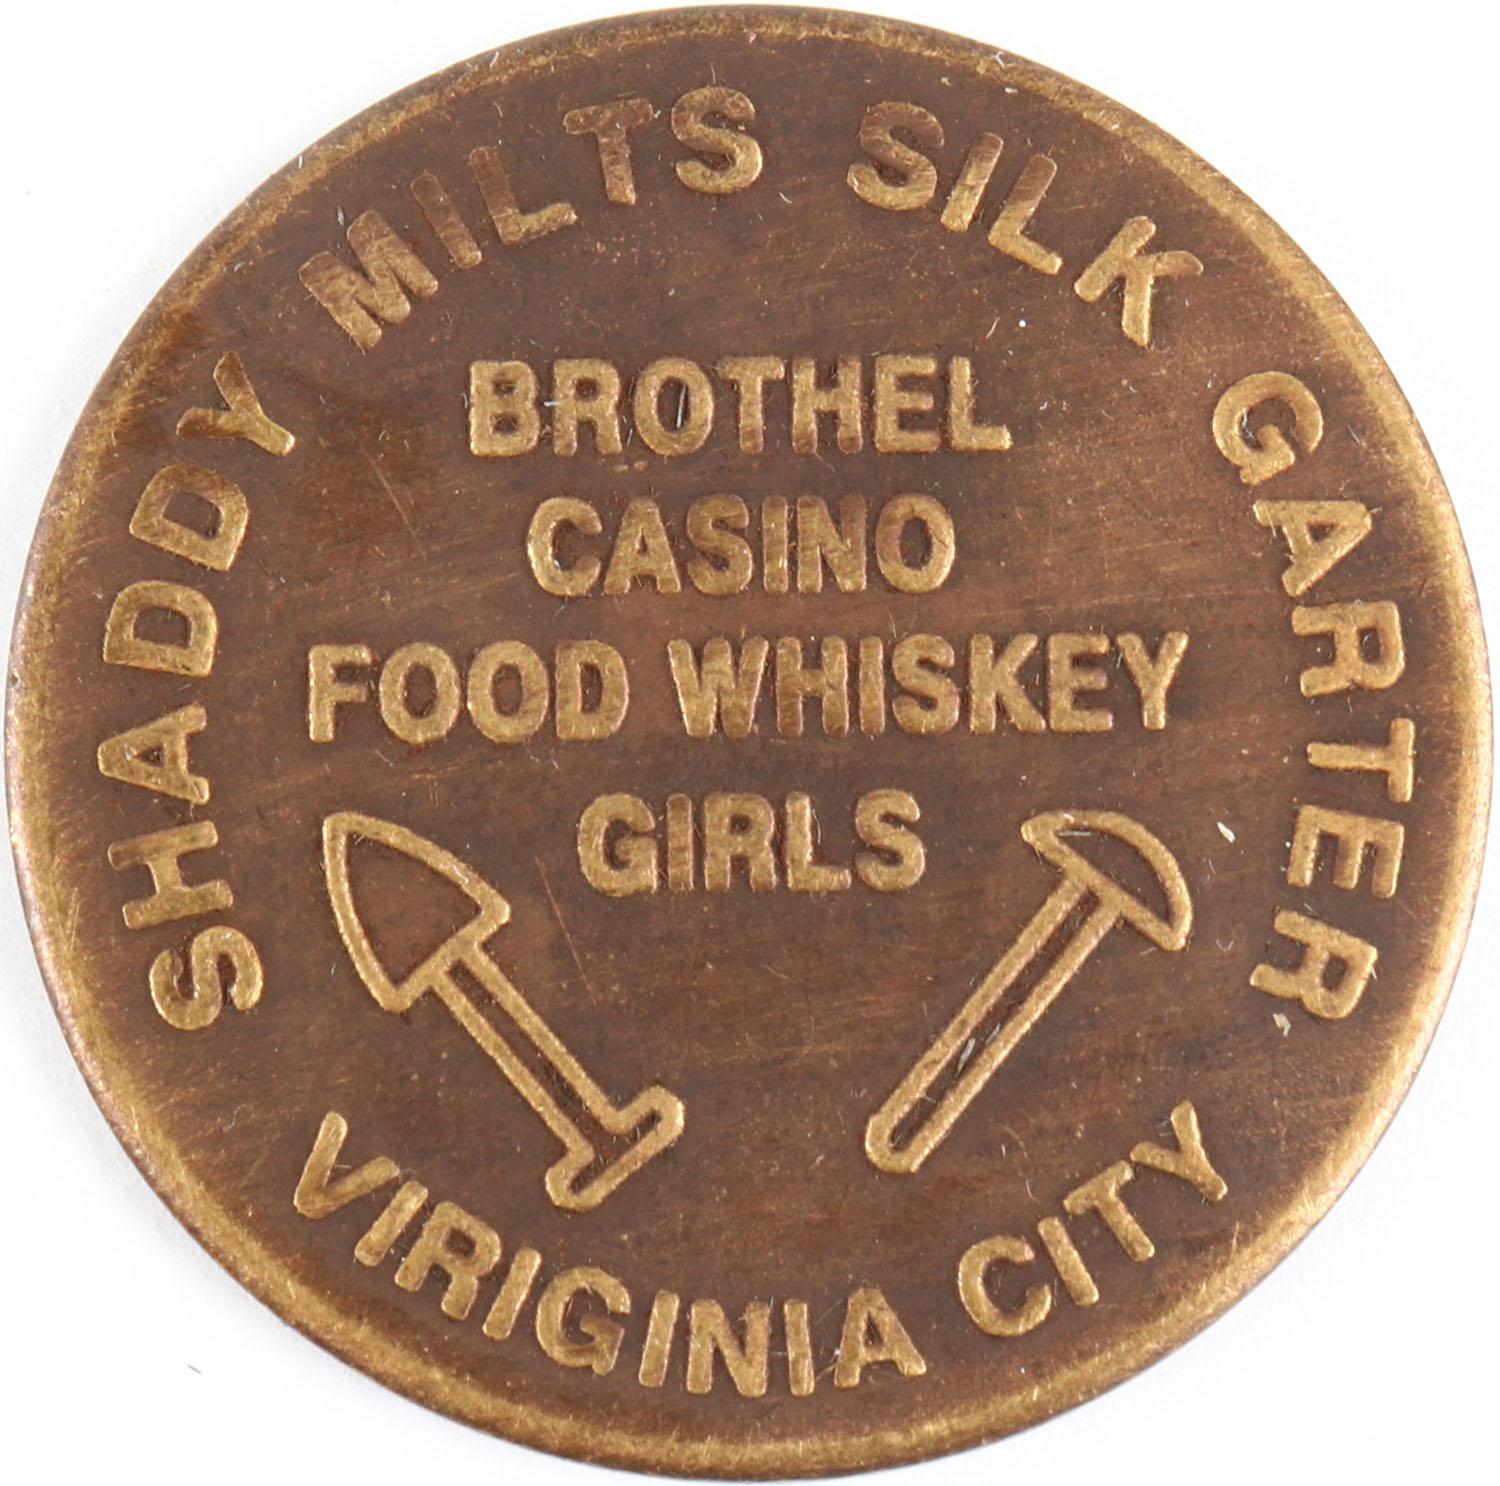 SHADDY MILTS SILK GARTER
BROTHEL
CASINO
FOOD WHISKEY
GIRLS
VIRIGINIA CITY